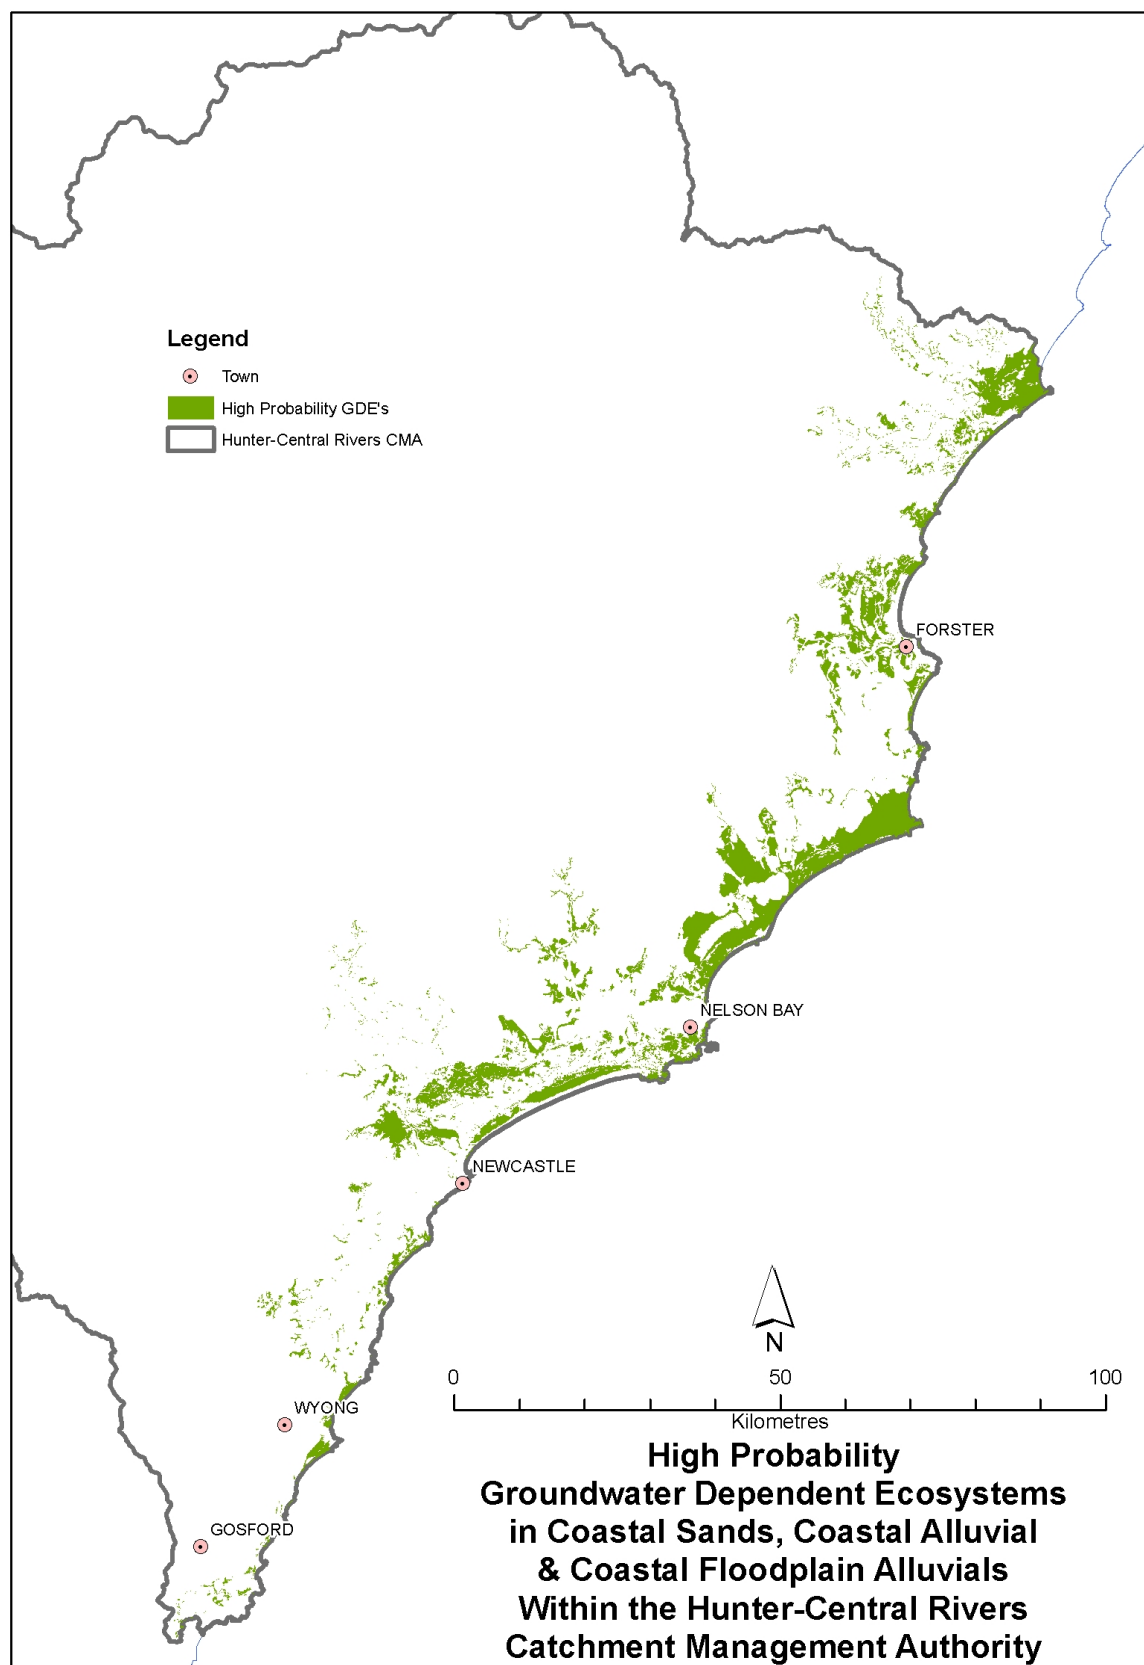 Legend
Town
High Probability GDE's
Hunter-Central Rivers CMA
FORSTER
NELSON BAY
NEWCASTLE
WYONG
GOSFORD
N
0 50 100
Kilometres
High Probability
Groundwater Dependent Ecosystems
in Coastal Sands, Coastal Alluvial
& Coastal Floodplain Alluvials
Within the Hunter-Central Rivers
Catchment Management Authority